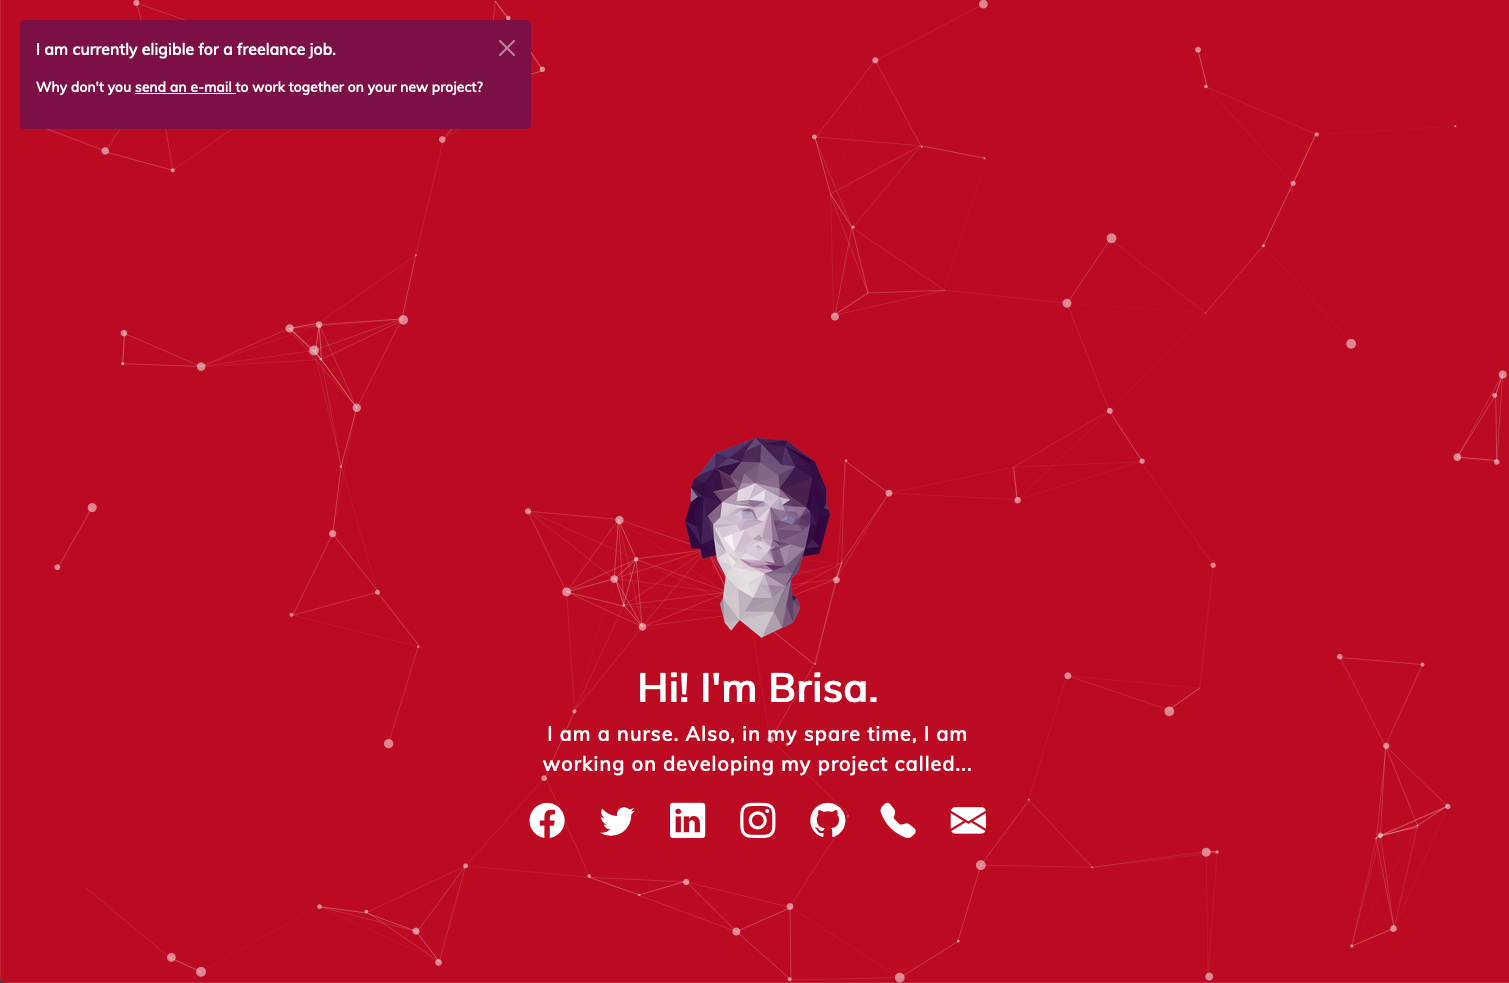 I am currently eligible for a freelance job.
Why don't you send an e-mail to work together on your new project?
Hi! I'm Brisa.
I am a nurse. Also, in my spare time, I am
working on developing my project called...